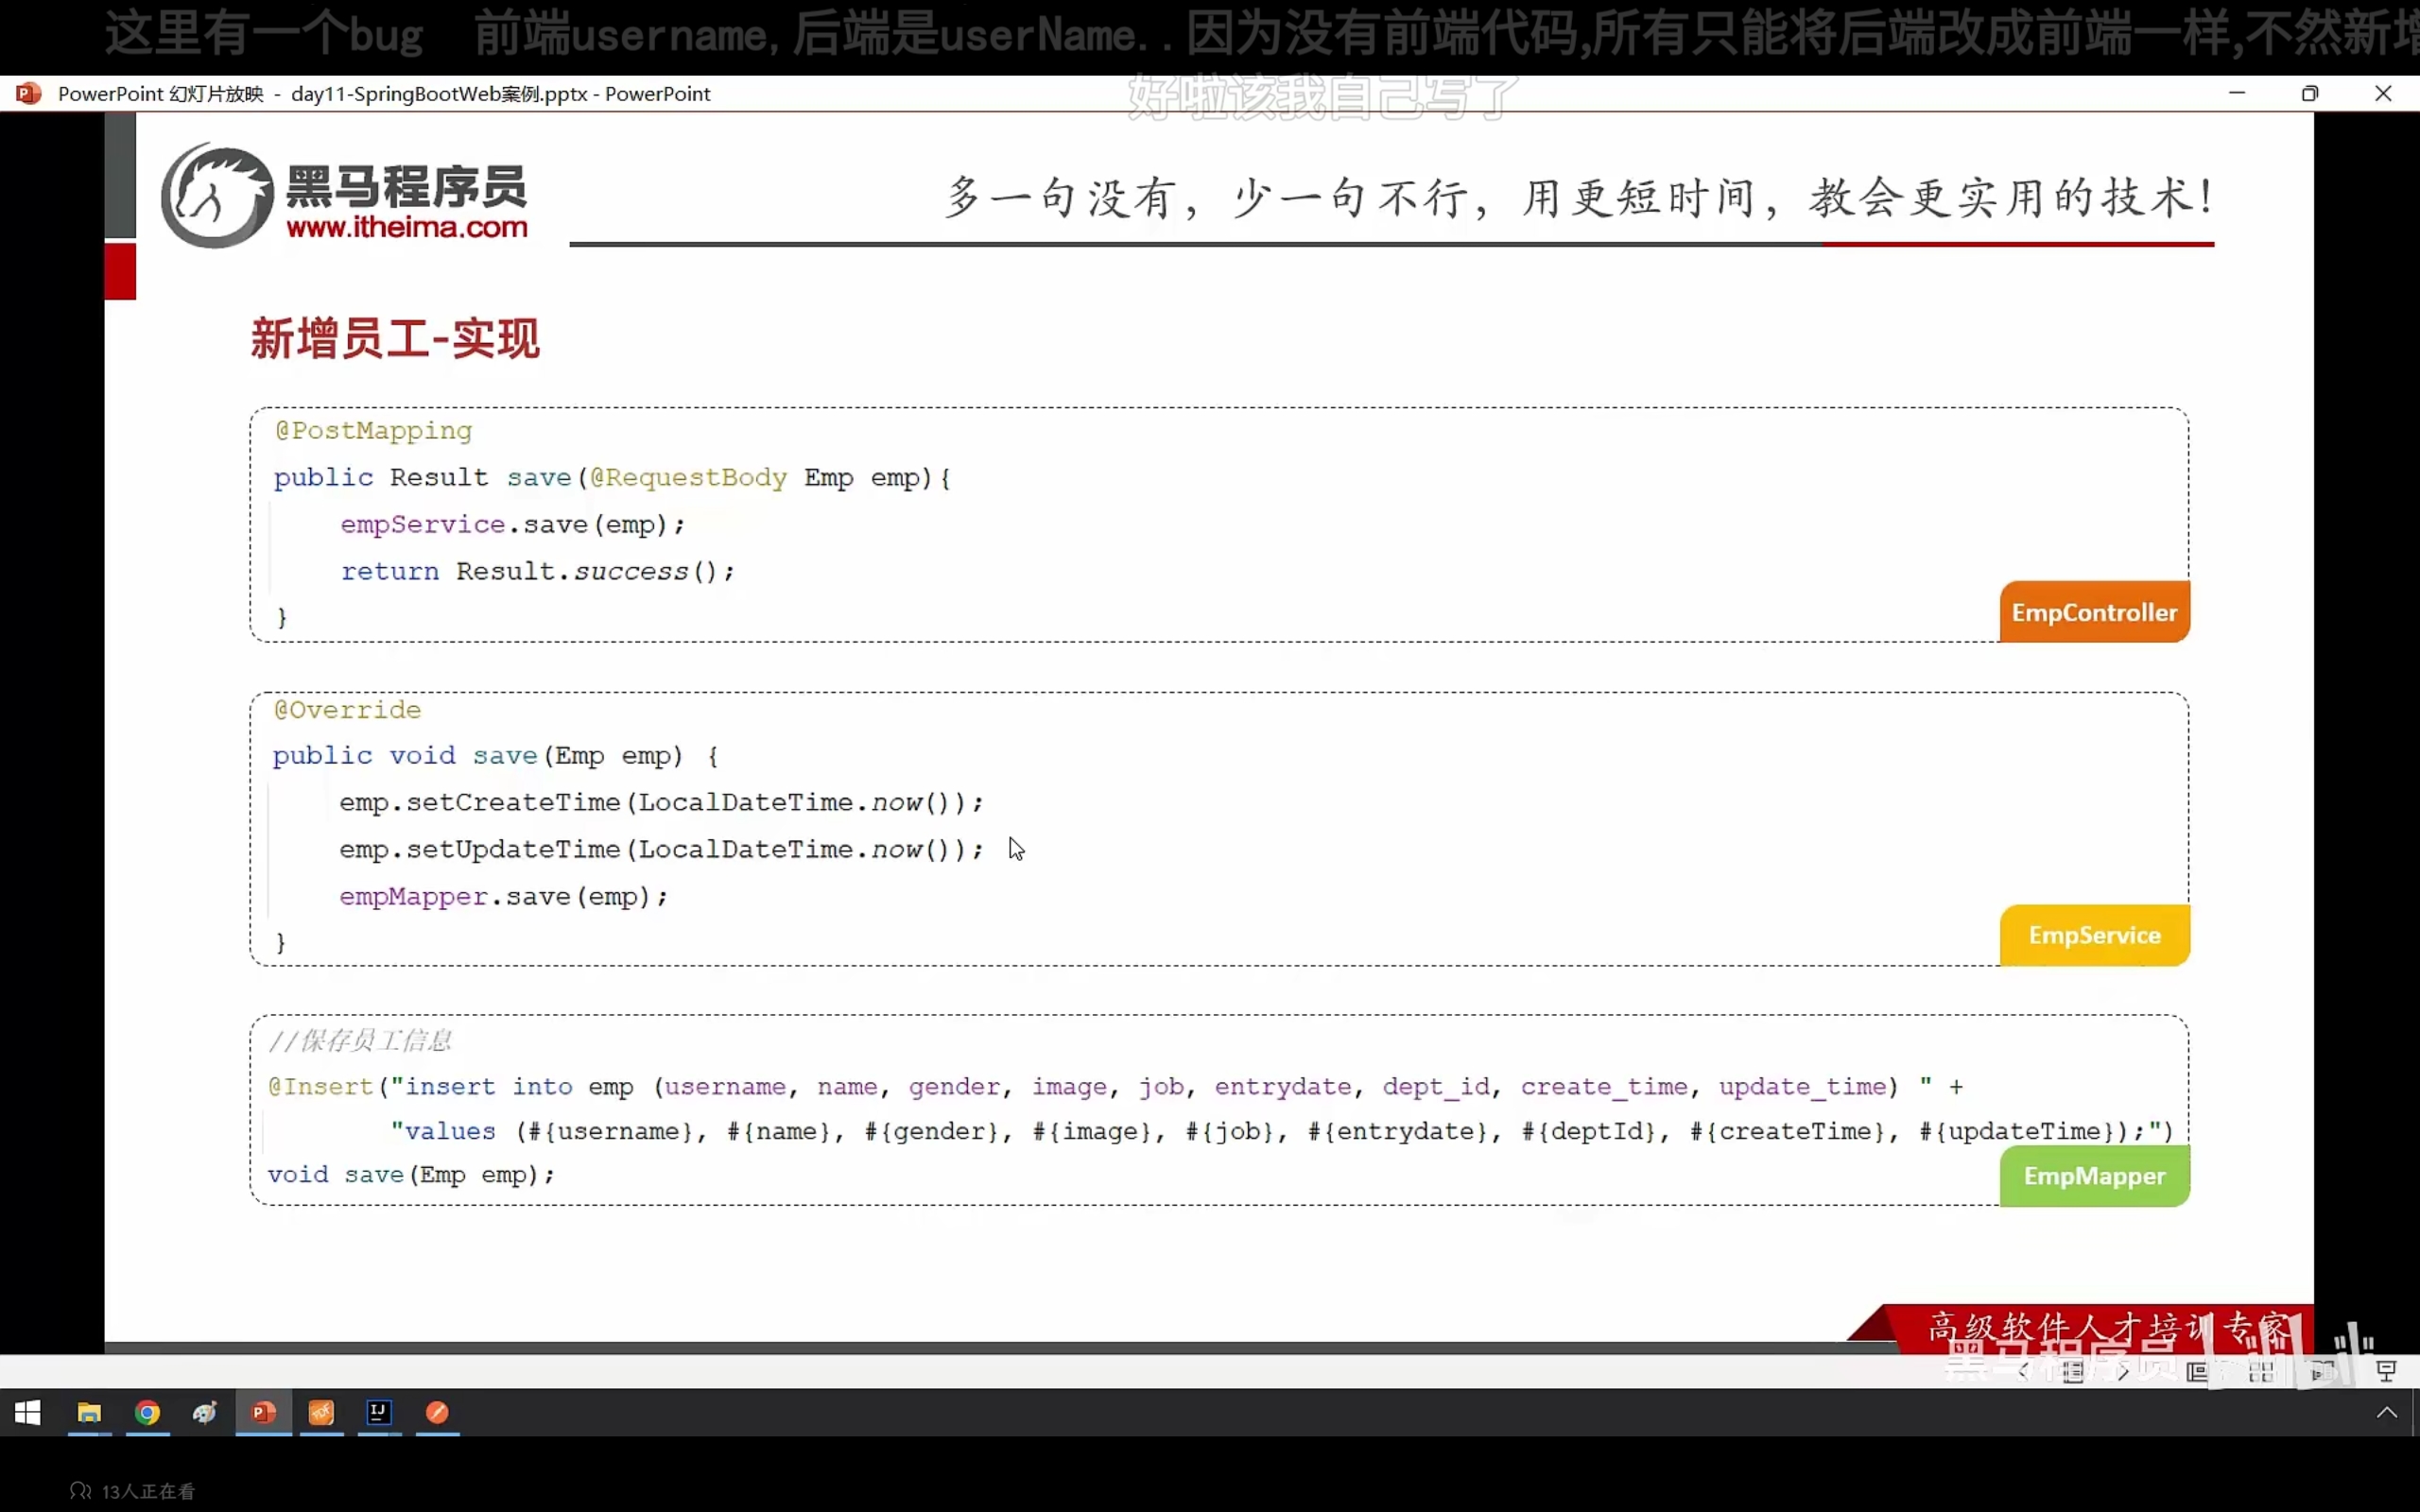 这里有一个bug 前端username,后端是userName..因为没有前端代码,所有只能将后端改成前端一样,不然新增
好啦该我自己写了
PowerPoint 幻灯片放映 - day11-SpringBootWeb案例.pptx - PowerPoint
黑马程序员
www.itheima.com
多一句没有，少一句不行，用更短时间，教会更实用的技术！
新增员工-实现
@PostMapping
public Result save(@RequestBody Emp emp){
empService.save(emp);
return Result.success();
}
EmpController
@Override
public void save(Emp emp) {
emp.setCreateTime(LocalDateTime.now());
emp.setUpdateTime(LocalDateTime.now());
empMapper.save(emp);
}
EmpService
//保存员工信息
@Insert("insert into emp (username, name, gender, image, job, entrydate, dept_id, create_time, update_time) " +
"values (#{username}, #{name}, #{gender}, #{image}, #{job}, #{entrydate}, #{deptId}, #{createTime}, #{updateTime});")
void save(Emp emp);
EmpMapper
高级软件人才培训专家
黑马程序员
13人正在看